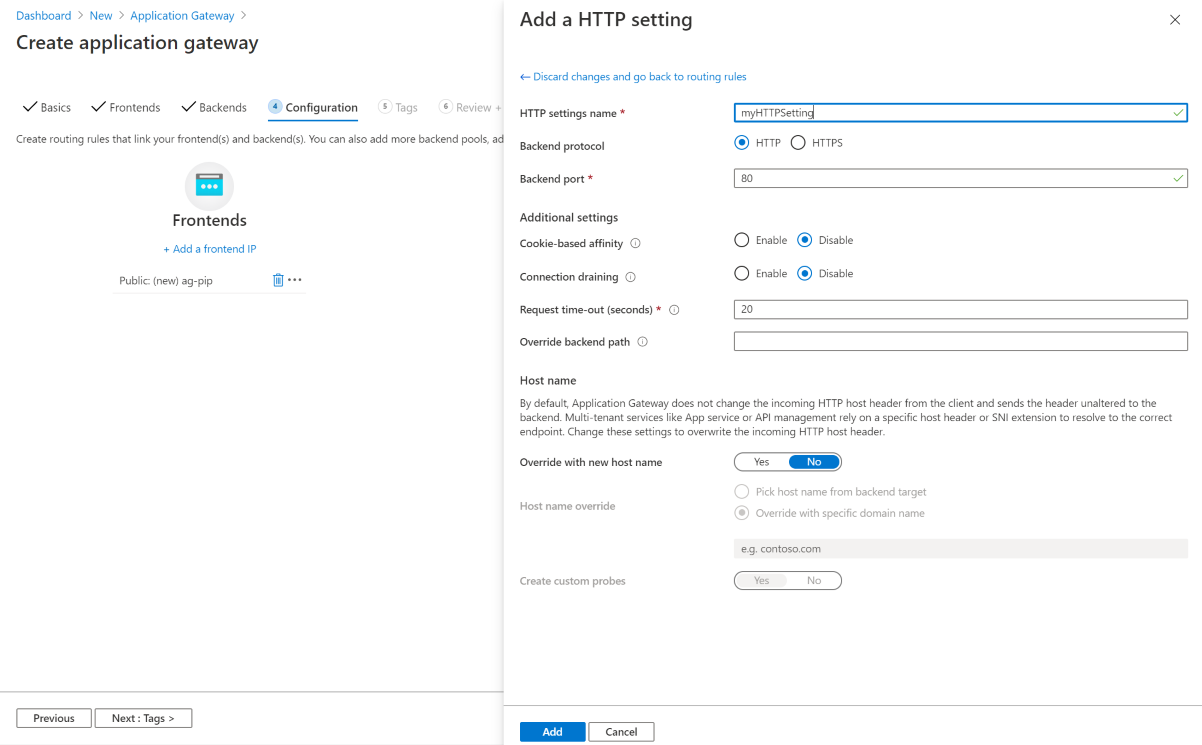 Dashboard > New > Application Gateway >
Create application gateway
Basics Frontends Backends 4 Configuration 5 Tags 6 Review +
Create routing rules that link your frontend(s) and backend(s). You can also add more backend pools, ad
Frontends
+ Add a frontend IP
Public: (new) ag-pip
Previous
Next : Tags >
Add a HTTP setting
← Discard changes and go back to routing rules
HTTP settings name * myHTTPSetting
Backend protocol HTTP HTTPS
Backend port * 80
Additional settings
Cookie-based affinity Enable Disable
Connection draining Enable Disable
Request time-out (seconds) * 20
Override backend path
Host name
By default, Application Gateway does not change the incoming HTTP host header from the client and sends the header unaltered to the
backend. Multi-tenant services like App service or API management rely on a specific host header or SNI extension to resolve to the correct
endpoint. Change these settings to overwrite the incoming HTTP host header.
Override with new host name Yes No
Pick host name from backend target
Host name override
Override with specific domain name
e.g. contoso.com
Create custom probes Yes No
Add Cancel